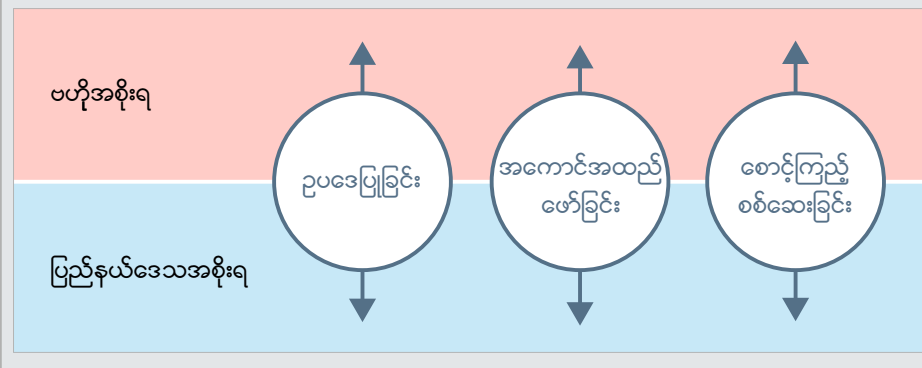 ဗဟိုအစိုးရ
ဥပဒေပြုခြင်း
အကောင်အထည်
ဖော်ခြင်း
စောင့်ကြည့်
စစ်ဆေးခြင်း
ပြည်နယ်ဒေသအစိုးရ